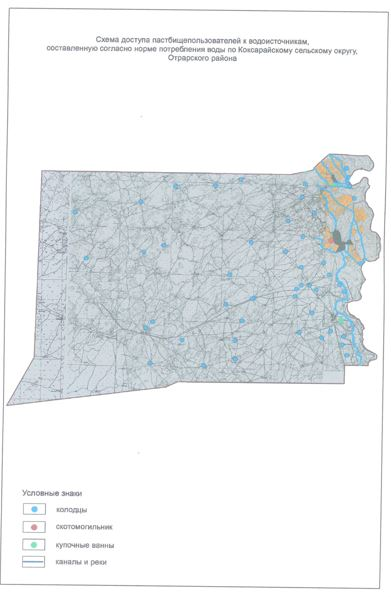 Схема доступа пастбищепользователей к водоисточникам,
составленную согласно норме потребления воды по Коксарайскому сельскому округу,
Отрарского района
Условные знаки
колодцы
скотомогильник
купочные ванны
каналы и реки